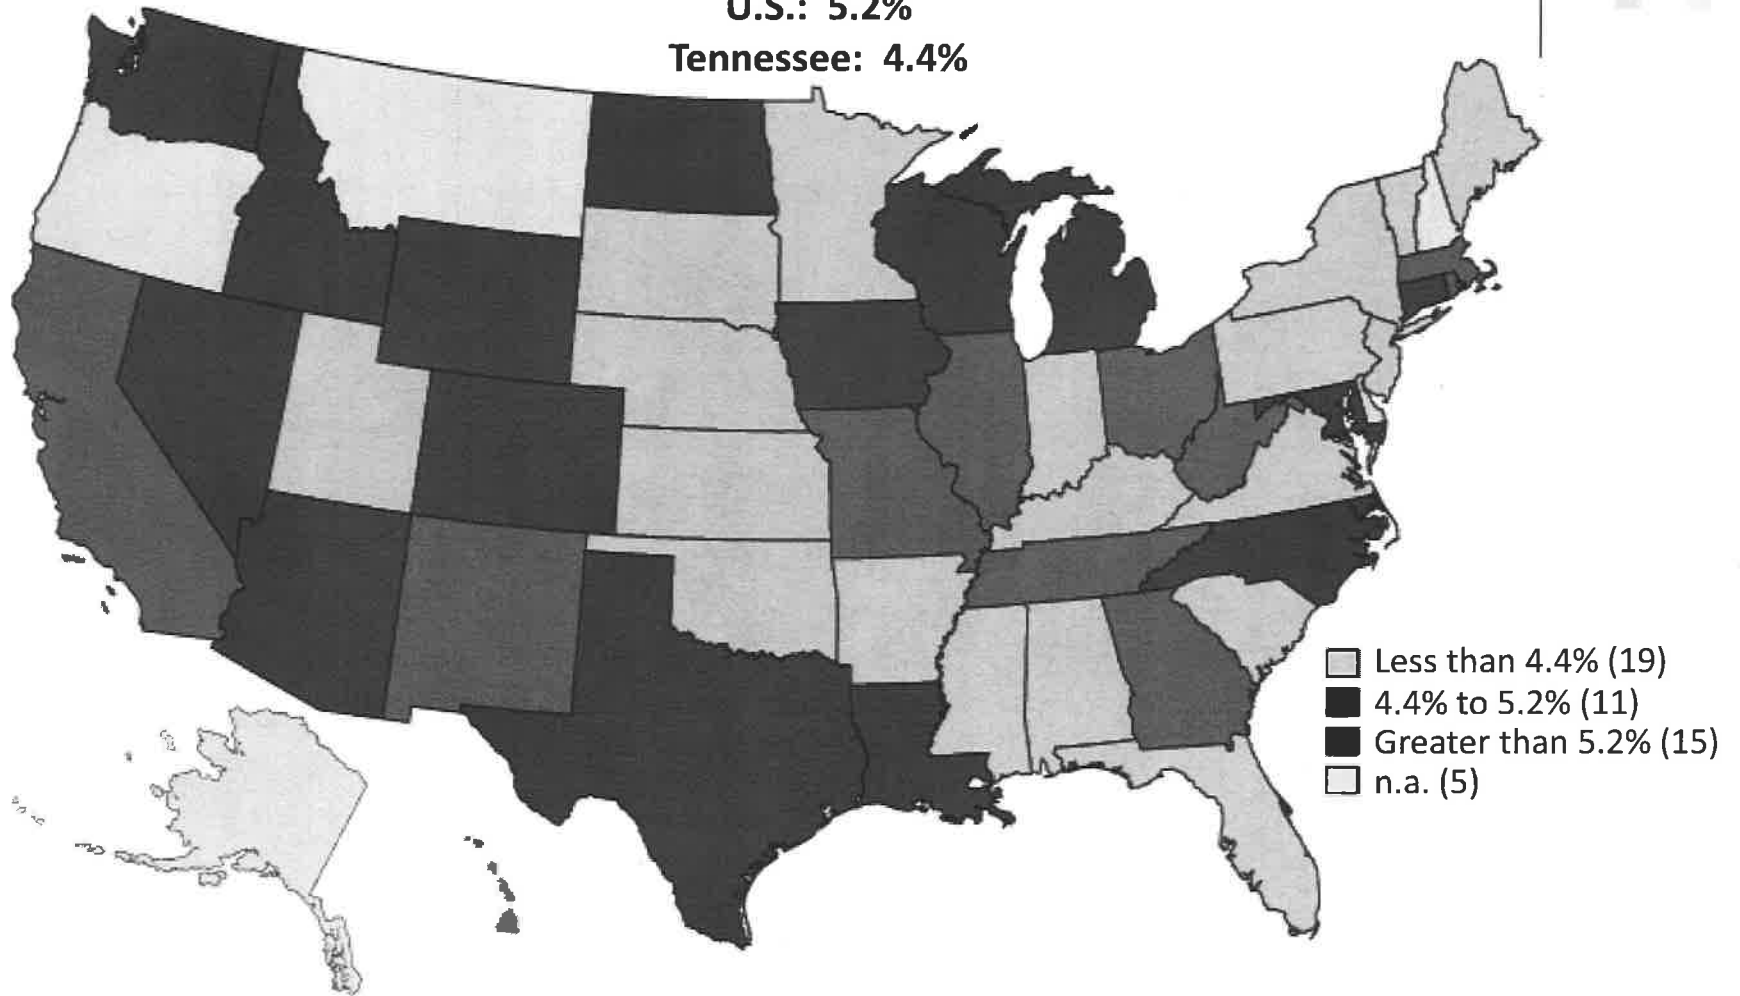 U.S.: 5.2%
Tennessee: 4.4%
Less than 4.4% (19)
4.4% to 5.2% (11)
Greater than 5.2% (15)
n.a. (5)